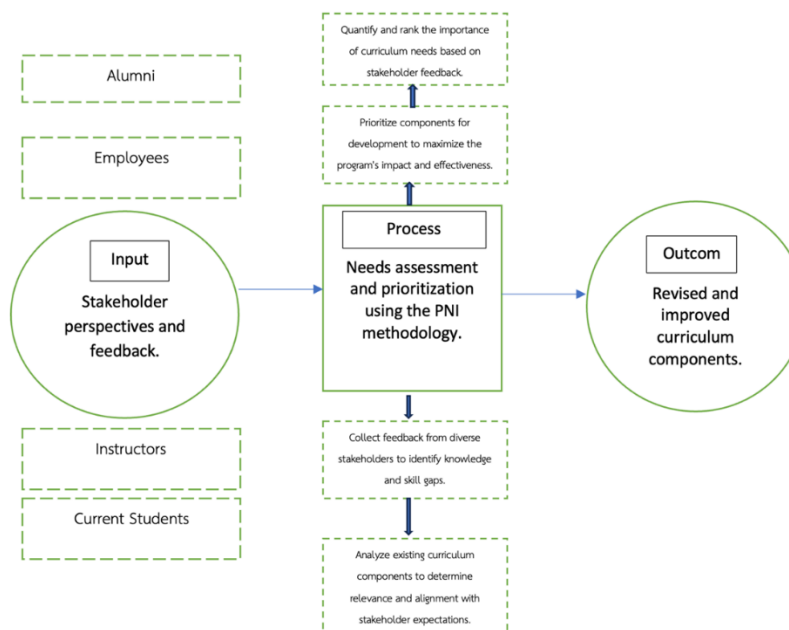 Quantify and rank the importance
of curriculum needs based on
stakeholder feedback.
Alumni
Prioritize components for
development to maximize the
program's impact and effectiveness.
Employees
Input
Stakeholder
perspectives and
feedback.
Process
Needs assessment
and prioritization
using the PNI
methodology.
Outcom
Revised and
improved
curriculum
components.
Instructors
Current Students
Collect feedback from diverse
stakeholders to identify knowledge
and skill gaps.
Analyze existing curriculum
components to determine
relevance and alignment with
stakeholder expectations.